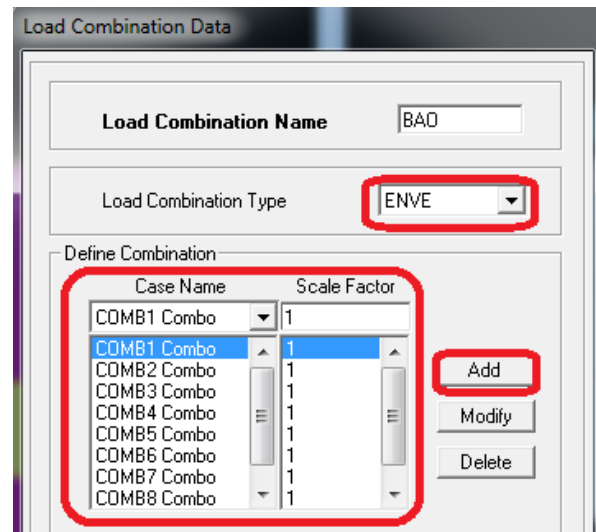 Load Combination Data
Load Combination Name BAO
Load Combination Type ENVE
Define Combination
Case Name Scale Factor
COMB1 Combo 1
COMB1 Combo 1
COMB2 Combo 1
COMB3 Combo 1
COMB4 Combo 1
COMB5 Combo 1
COMB6 Combo 1
COMB7 Combo 1
COMB8 Combo 1
Add
Modify
Delete